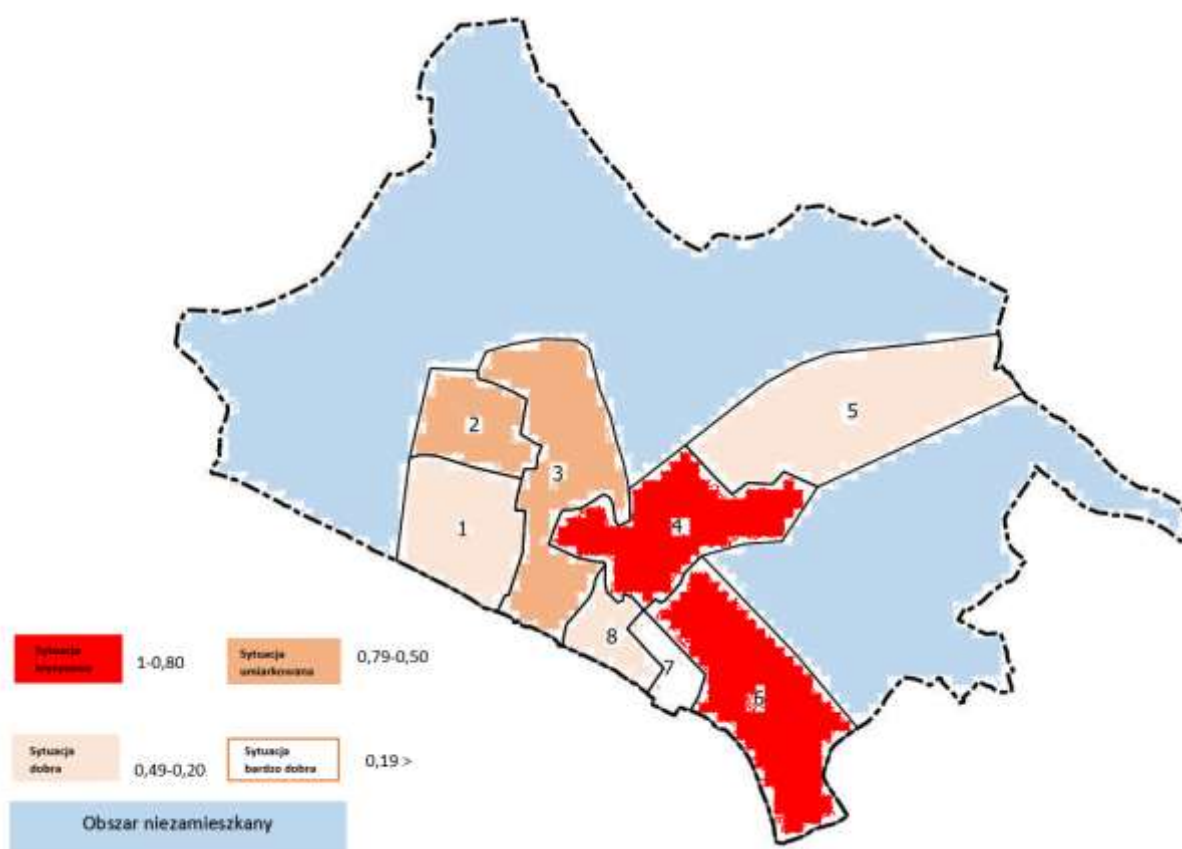 5
2
3
1
4
8
7
6
Sytuacja
1-0,80
Sytuacja
umiarkowana
0,79-0,50
Sytuacja
dobra
0,49-0,20
Sytuacja
bardzo dobra
0,19 >
Obszar niezamieszkany